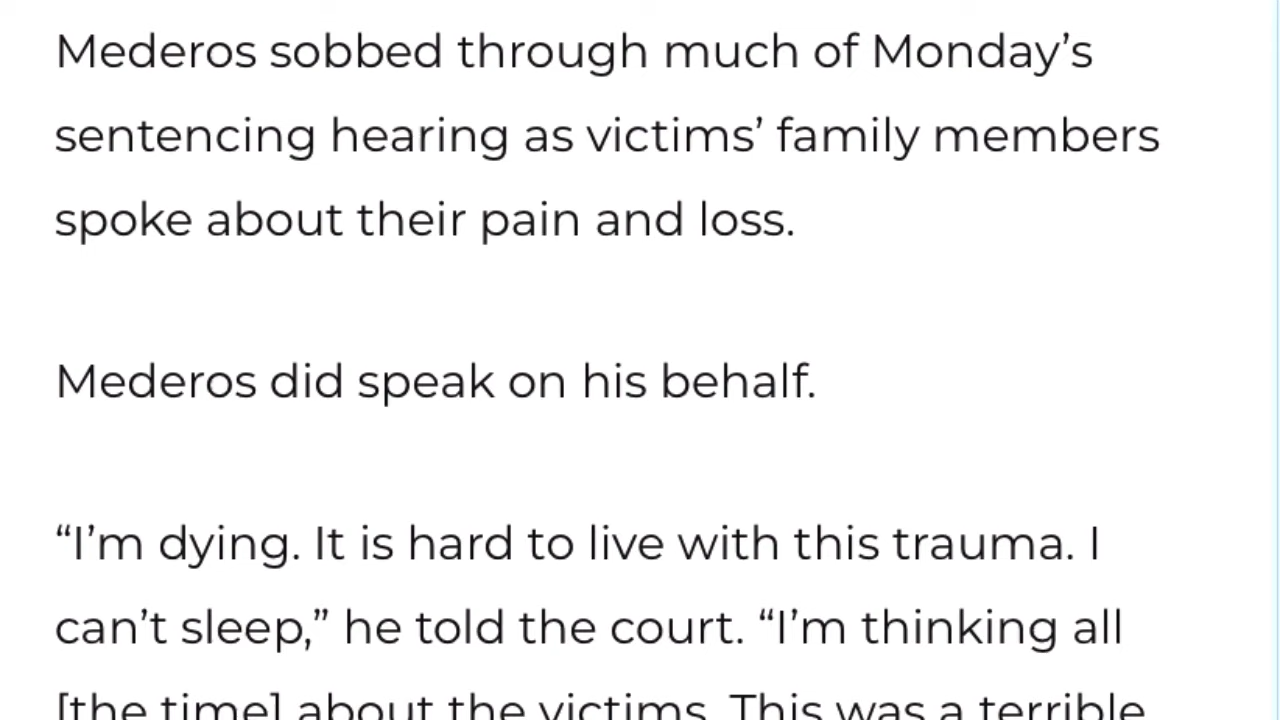 Mederos sobbed through much of Monday’s
sentencing hearing as victims’ family members
spoke about their pain and loss.
Mederos did speak on his behalf.
“I’m dying. It is hard to live with this trauma. I
can’t sleep,” he told the court. “I’m thinking all
[the time] about the victims. This was a terrible